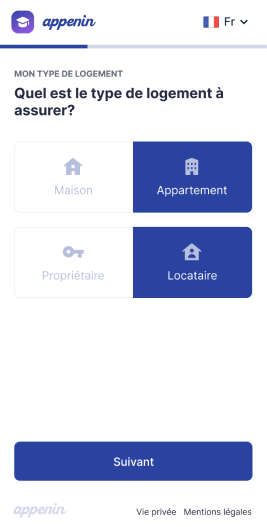 appenin
Fr
MON TYPE DE LOGEMENT
Quel est le type de logement à
assurer?
Maison
Appartement
Propriétaire
Locataire
Suivant
appenin
Vie privée Mentions légales